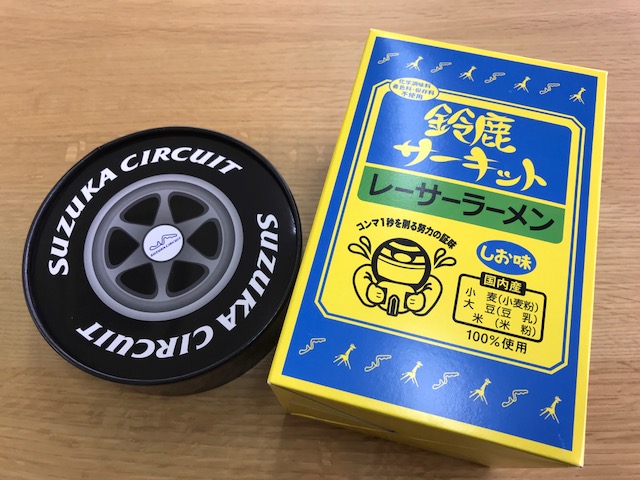 SUZUKA CIRCUIT
SUZUKA CIRCUIT
SUZUKA CIRCUIT
化学調味料
着色料・保存料
不使用
鈴鹿
サーキット
レーサーラーメン
コンマ1秒を削る努力の証味
しお味
国内産
小麦(小麦粉)
大豆(豆乳)
米(米粉)
100%使用